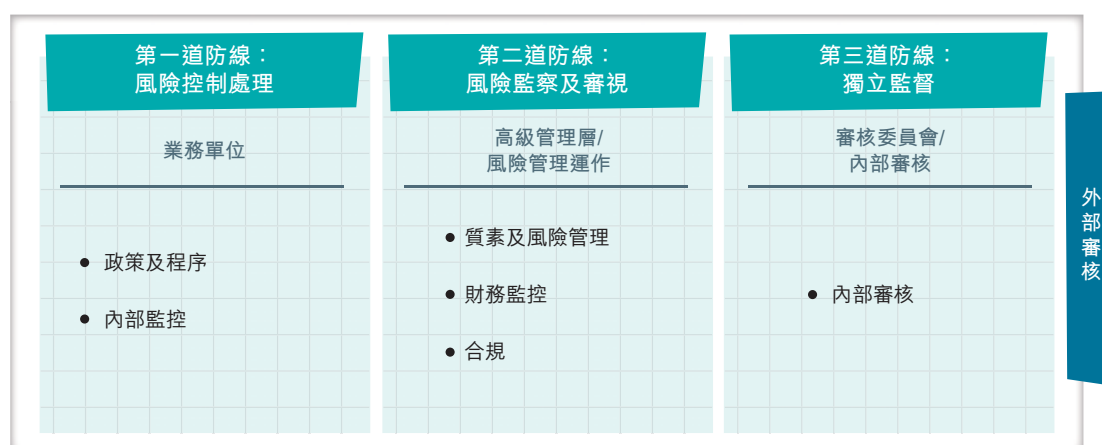 第一道防線：
風險控制處理
業務單位
• 政策及程序
• 內部監控
第二道防線：
風險監察及審視
高級管理層/
風險管理運作
• 質素及風險管理
• 財務監控
• 合規
第三道防線：
獨立監督
審核委員會/
內部審核
• 內部審核
外部審核